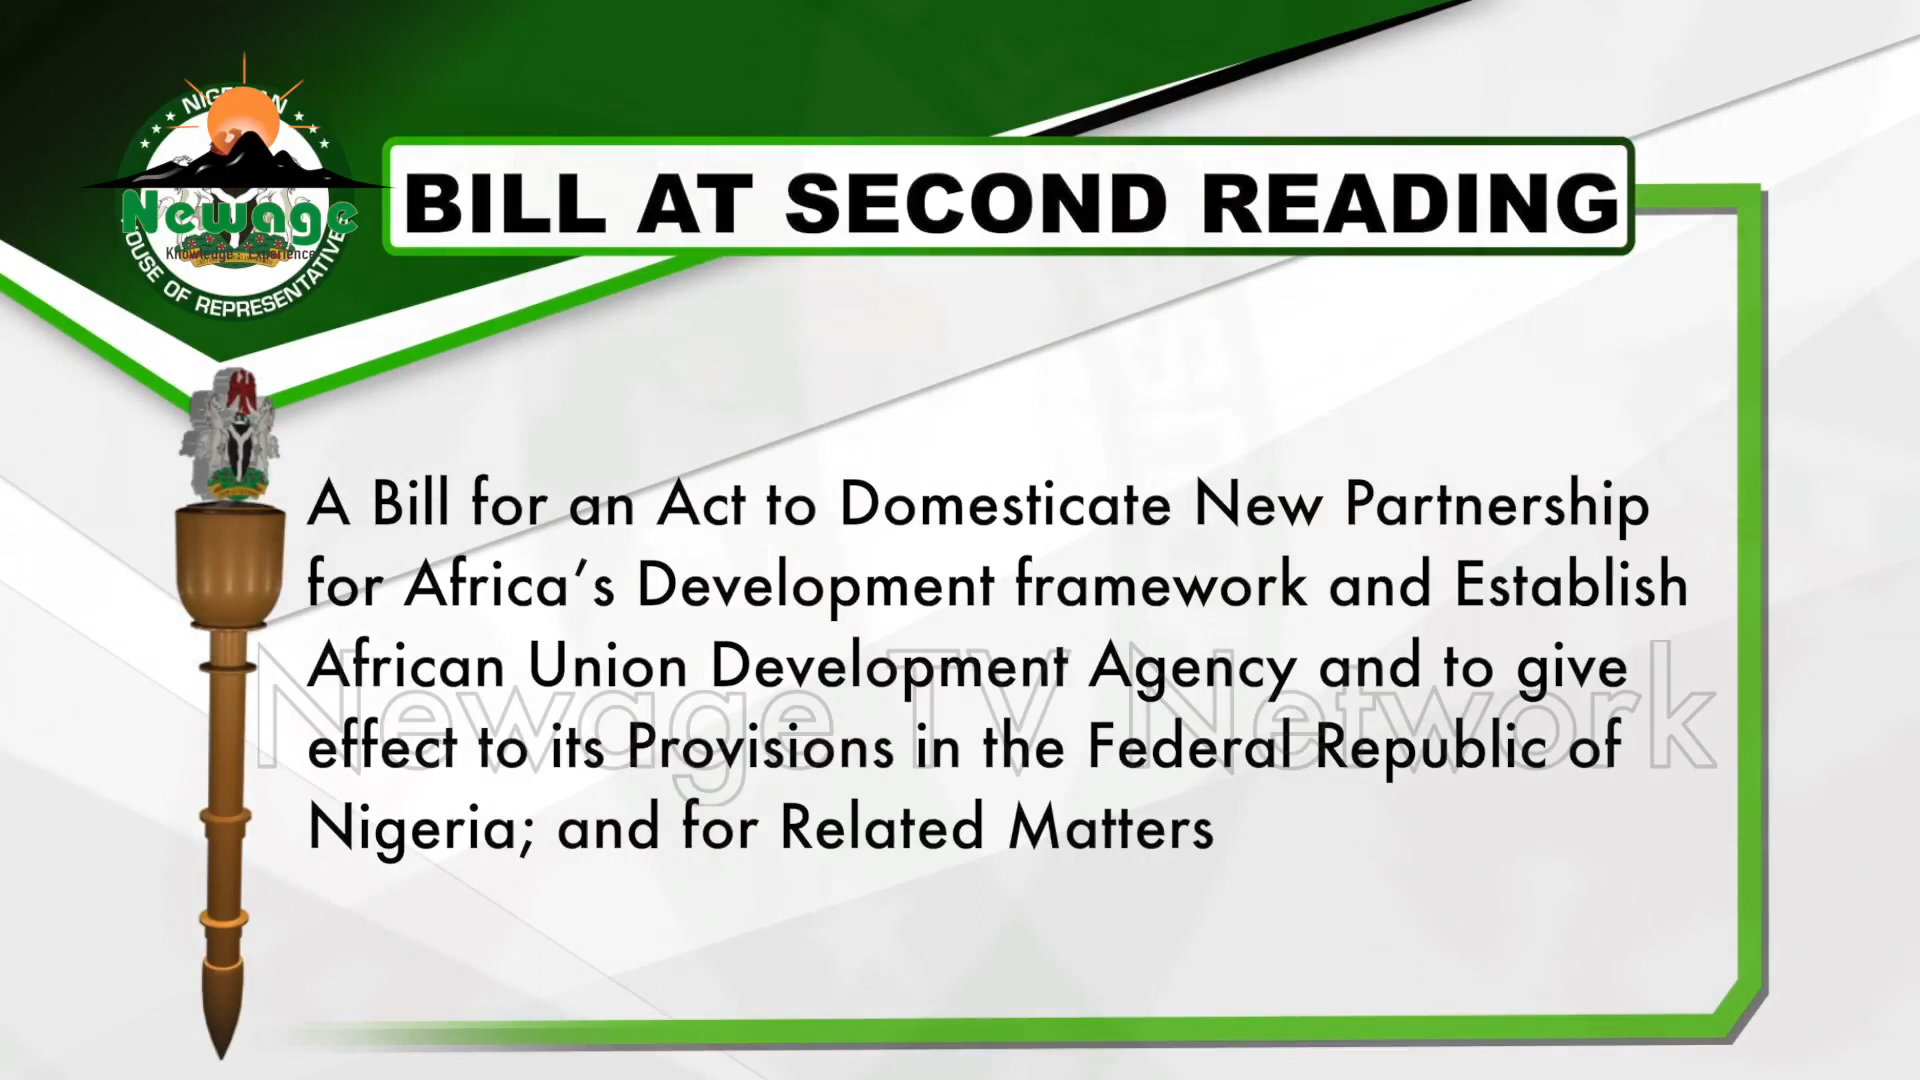 BILL AT SECOND READING
Newage
Knowledge
Experience
HOUSE OF REPRESENTATIVES
A Bill for an Act to Domesticate New Partnership
for Africa’s Development framework and Establish
African Union Development Agency and to give
effect to its Provisions in the Federal Republic of
Nigeria; and for Related Matters
Newage TV Network